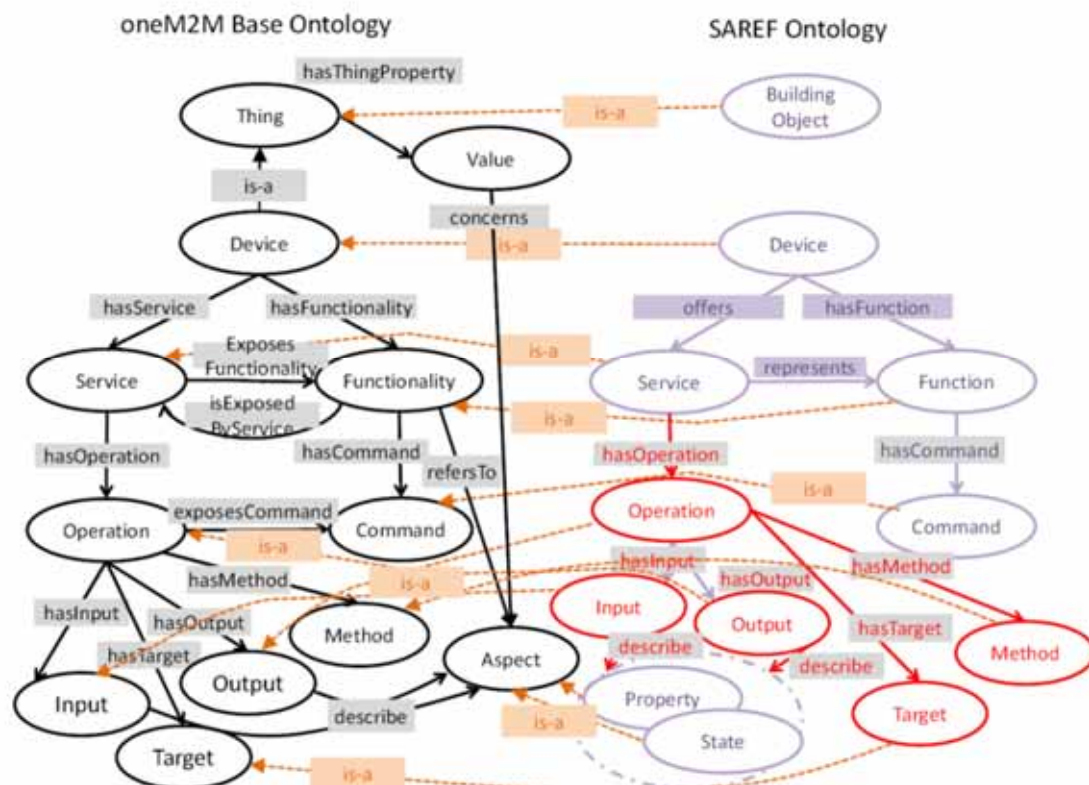 oneM2M Base Ontology
SAREF Ontology
hasThingProperty
Thing
is-a
Building
Object
Value
is-a
concerns
Device
is-a
Device
hasService
hasFunctionality
offers
hasFunction
Exposes
Functionality
is-a
Service
Functionality
Service
represents
Function
isExposed
ByService
is-a
hasOperation
hasCommand
refersTo
hasOperation
hasCommand
is-a
Operation
exposesCommand
Command
Operation
Command
is-a
hasMethod
is-a
hasInput
hasOutput
hasMethod
hasInput
hasOutput
hasTarget
Method
Input
Output
hasTarget
Aspect
Method
Input
Output
describe
describe
describe
Property
Target
is-a
State
Target
is-a